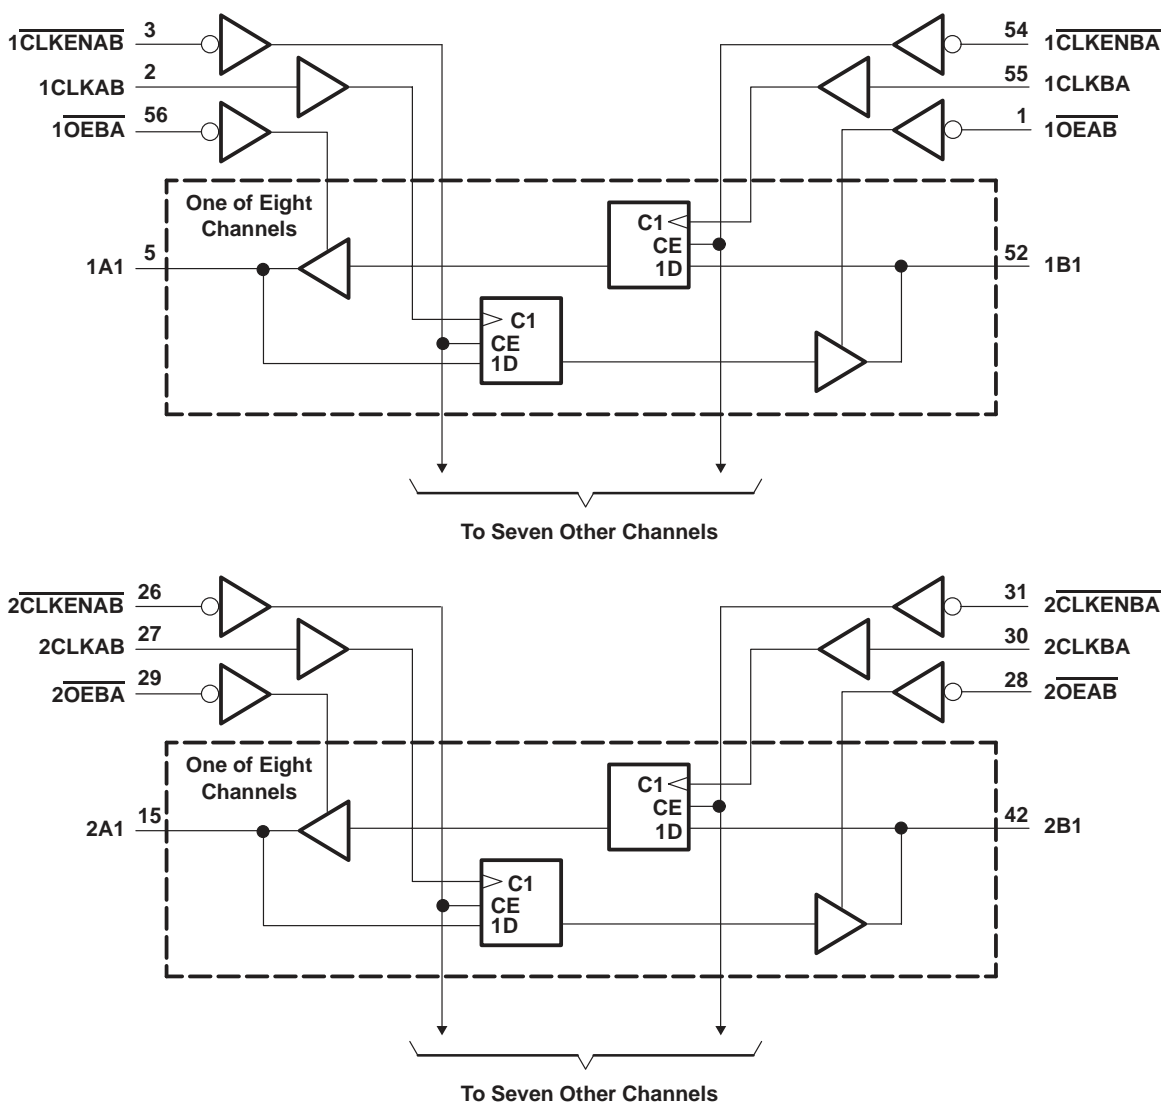 1CLKENAB 3
54 1CLKENBA
1CLKAB 2
55 1CLKBA
1OEBA 56
1 1OEAB
One of Eight
Channels
C1
CE
1D
1A1 5
52 1B1
C1
CE
1D
To Seven Other Channels
2CLKENAB 26
31 2CLKENBA
2CLKAB 27
30 2CLKBA
2OEBA 29
28 2OEAB
One of Eight
Channels
C1
CE
1D
2A1 15
42 2B1
C1
CE
1D
To Seven Other Channels